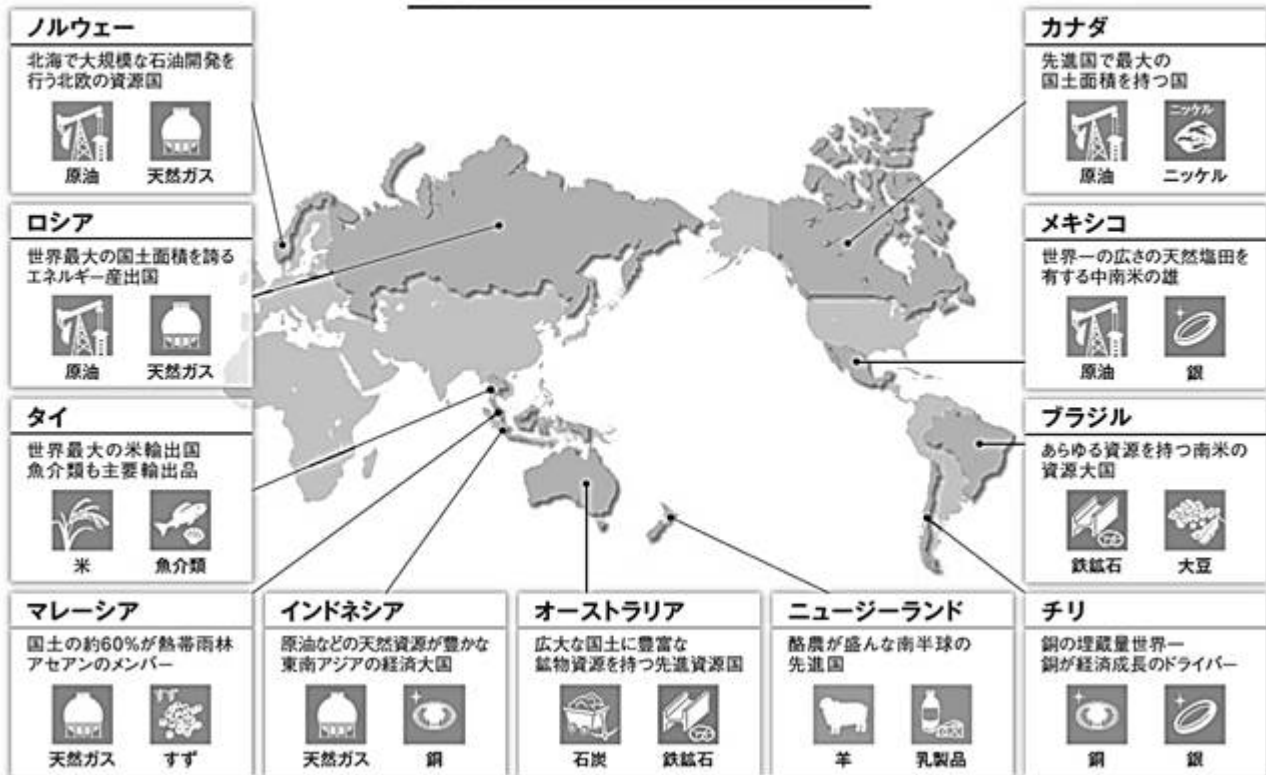 ノルウェー
北海で大規模な石油開発を
行う北欧の資源国
原油 天然ガス
ロシア
世界最大の国土面積を誇る
エネルギー産出国
原油 天然ガス
タイ
世界最大の米輸出国
魚介類も主要輸出品
米 魚介類
カナダ
先進国で最大の
国土面積を持つ国
ニッケル
原油 ニッケル
メキシコ
世界一の広さの天然塩田を
有する中南米の雄
原油 銀
ブラジル
あらゆる資源を持つ南米の
資源大国
鉄鉱石 大豆
マレーシア
国土の約60%が熱帯雨林
アセアンのメンバー
すず
天然ガス すず
インドネシア
原油などの天然資源が豊かな
東南アジアの経済大国
天然ガス 銅
オーストラリア
広大な国土に豊富な
鉱物資源を持つ先進資源国
石炭 鉄鉱石
ニュージーランド
酪農が盛んな南半球の
先進国
羊 乳製品
チリ
銅の埋蔵量世界一
銅が経済成長のドライバー
銅 銀